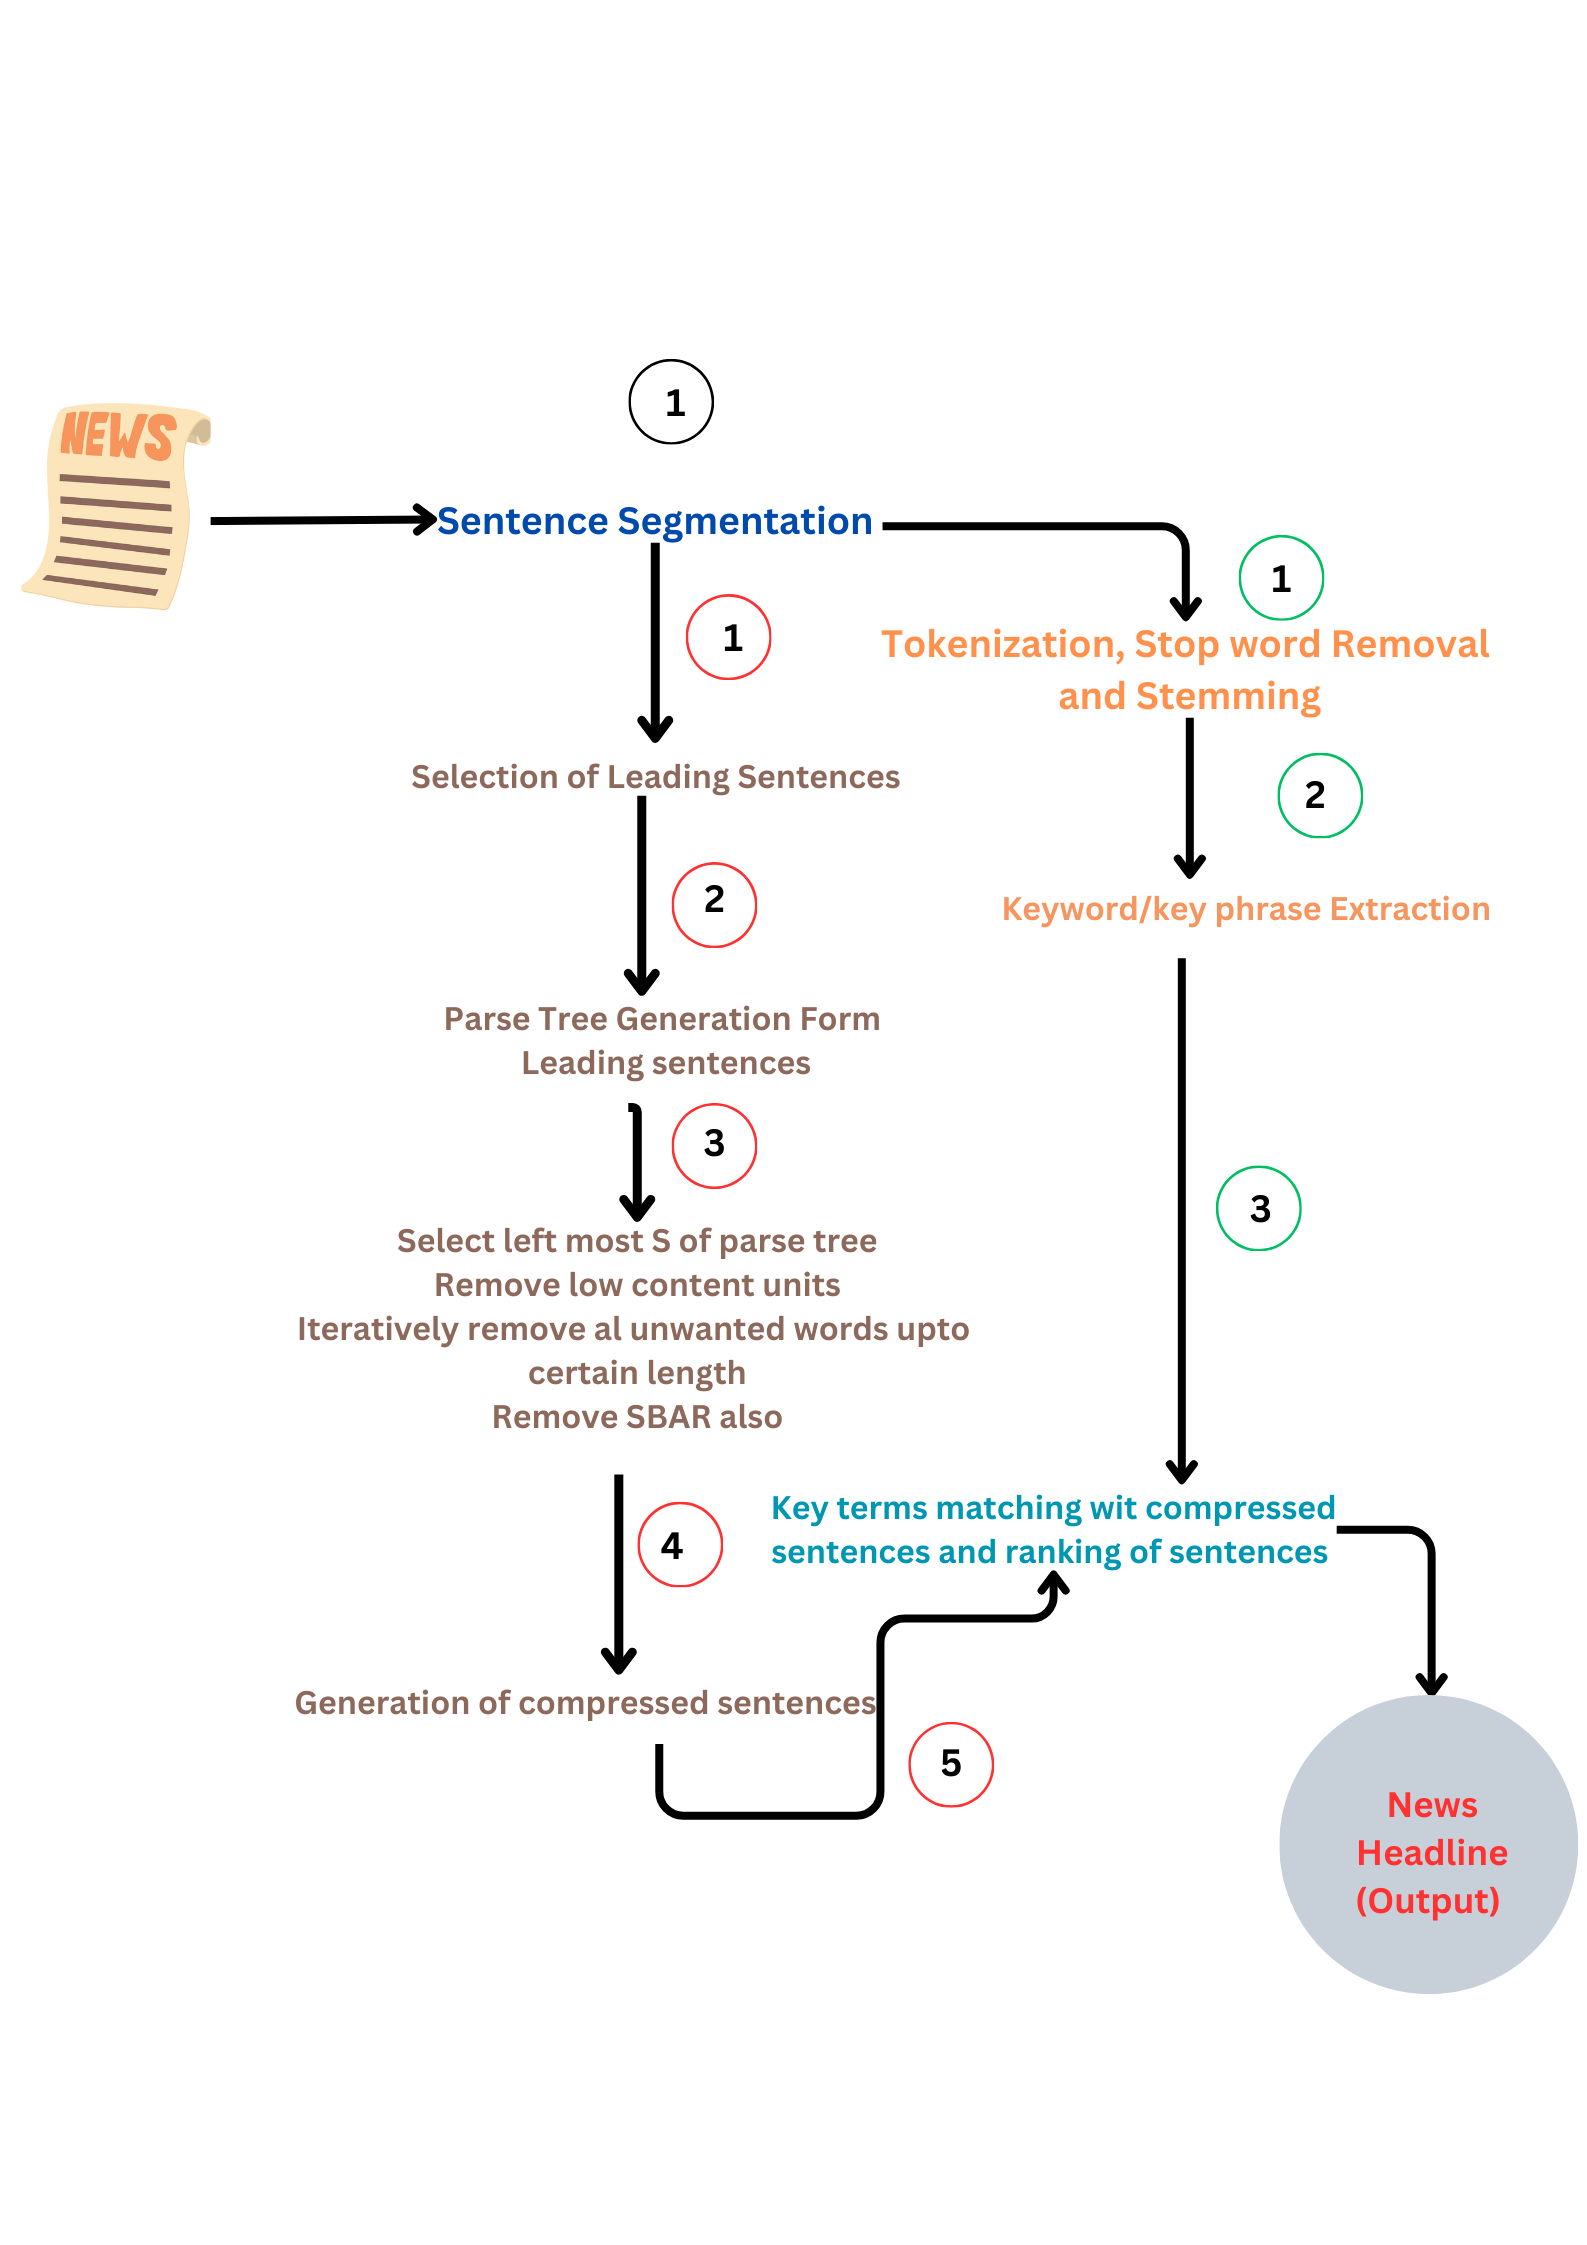 1
NEWS
Sentence Segmentation
1
1
Tokenization, Stop word Removal
and Stemming
Selection of Leading Sentences
2
2
Keyword/key phrase Extraction
Parse Tree Generation Form
Leading sentences
3
3
Select left most S of parse tree
Remove low content units
Iteratively remove al unwanted words upto
certain length
Remove SBAR also
Key terms matching wit compressed
sentences and ranking of sentences
4
Generation of compressed sentences
5
News
Headline
(Output)